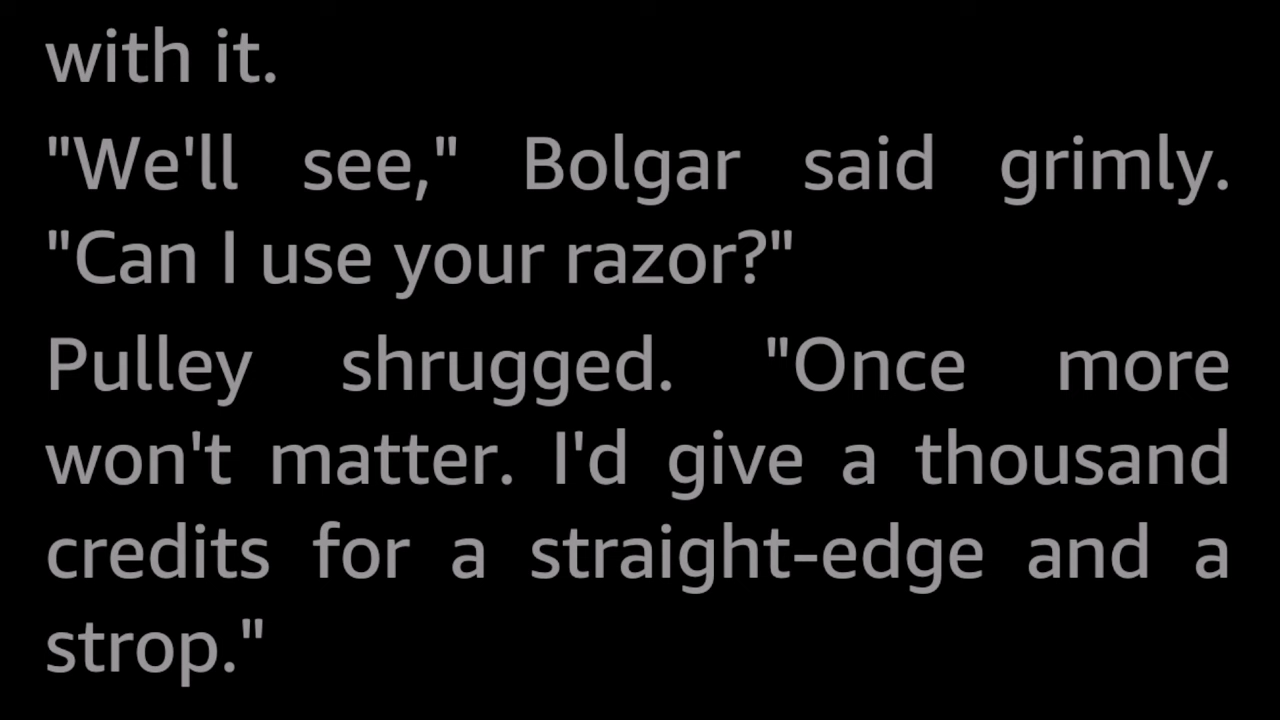 with it.
"We'll see," Bolgar said grimly.
"Can I use your razor?"
Pulley shrugged. "Once more
won't matter. I'd give a thousand
credits for a straight-edge and a
strop."